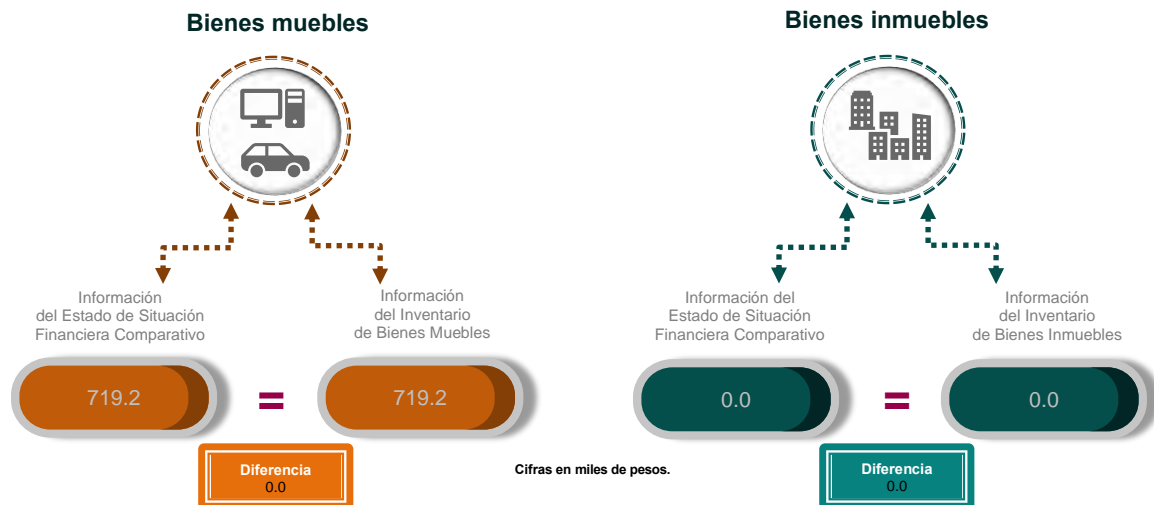 Bienes muebles
Información
del Estado de Situación
Financiera Comparativo
Información
del Inventario
de Bienes Muebles
719.2
=
719.2
Diferencia
0.0
Cifras en miles de pesos.
Bienes inmuebles
Información del
Estado de Situación
Financiera Comparativo
Información
del Inventario
de Bienes Inmuebles
0.0
=
0.0
Diferencia
0.0